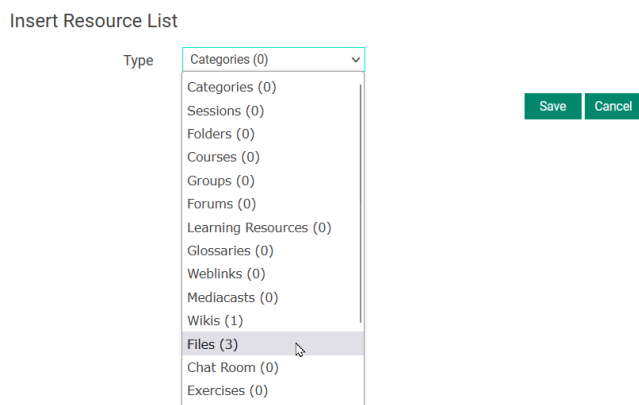 Insert Resource List
Type
Categories (0)
Categories (0)
Sessions (0)
Folders (0)
Courses (0)
Groups (0)
Forums (0)
Learning Resources (0)
Glossaries (0)
Weblinks (0)
Mediacasts (0)
Wikis (1)
Files (3)
Chat Room (0)
Exercises (0)
Save Cancel